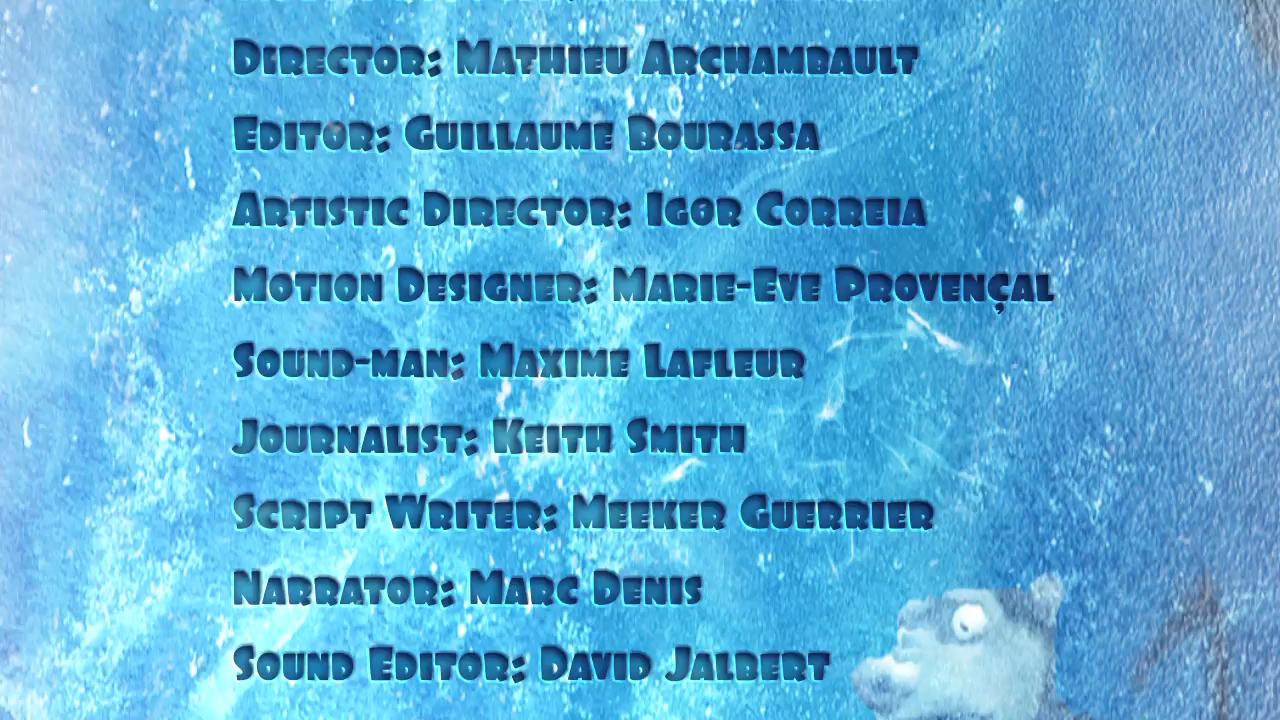 Director: Mathieu Archambault
Editor: Guillaume Bourassa
Artistic Director: Igor Correia
Motion Designer: Marie-Eve Provençal
Sound-man: Maxime Lafleur
Journalist: Keith Smith
Script Writer: Meeker Guerrier
Narrator: Marc Denis
Sound Editor: David Jalbert